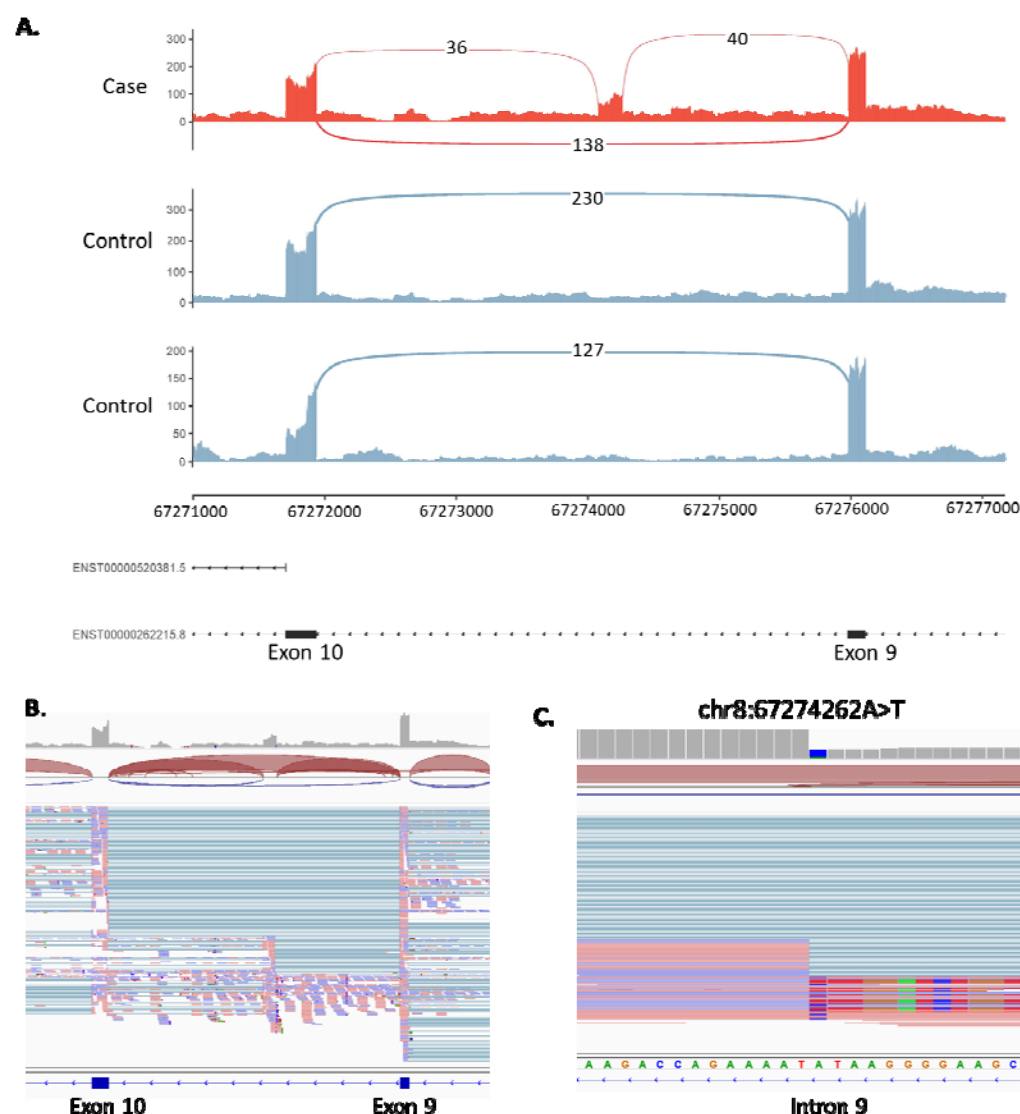 A.
Case
300
200
100
0
36
40
138
Control
300
200
100
0
230
Control
200
150
100
50
0
127
67271000 67272000 67273000 67274000 67275000 67276000 67277000
ENST00000520381.5
ENST00000262215.8
Exon 10 Exon 9
B.
Exon 10 Exon 9
C.
chr8:67274262A>T
A A G A C C A G A A A A T A T A A G G G G A A G C
Intron 9